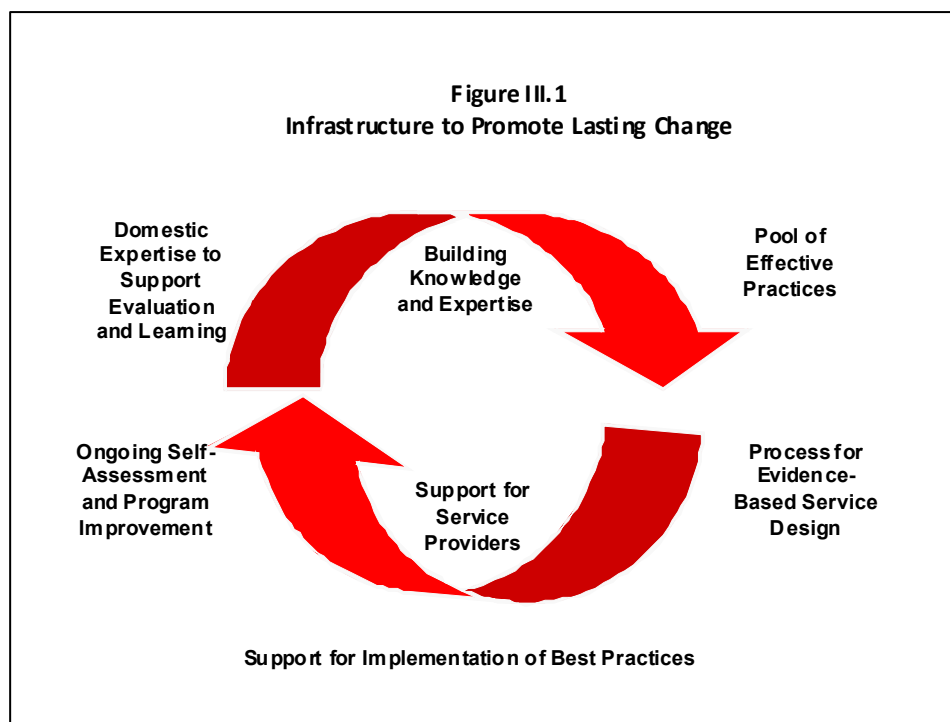 Figure III.1
Infrastructure to Promote Lasting Change
Domestic
Expertise to
Support
Evaluation
and Learning
Building
Knowledge
and Expertise
Pool of
Effective
Practices
Ongoing Self-
Assessment
and Program
Improvement
Support for
Service
Providers
Process for
Evidence-
Based Service
Design
Support for Implementation of Best Practices